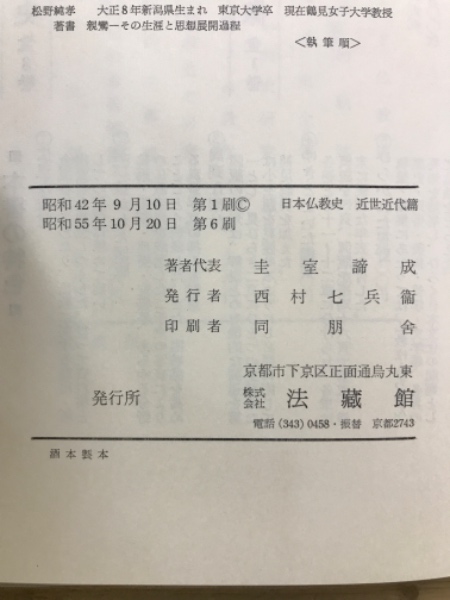 松野純孝　大正8年新潟県生まれ　東京大学卒　現在鶴見女子大学教授
著書　親鸞―その生涯と思想展開過程
＜執筆順＞
昭和42年9月10日　第1刷©　日本仏教史　近世近代篇
昭和55年10月20日　第6刷
著者代表　圭室諦成
発行者　西村七兵衞
印刷者　同朋舎
京都市下京区正面通烏丸東
発行所　株式会社　法藏館
電話 (343) 0458・振替 京都2743
酒本製本